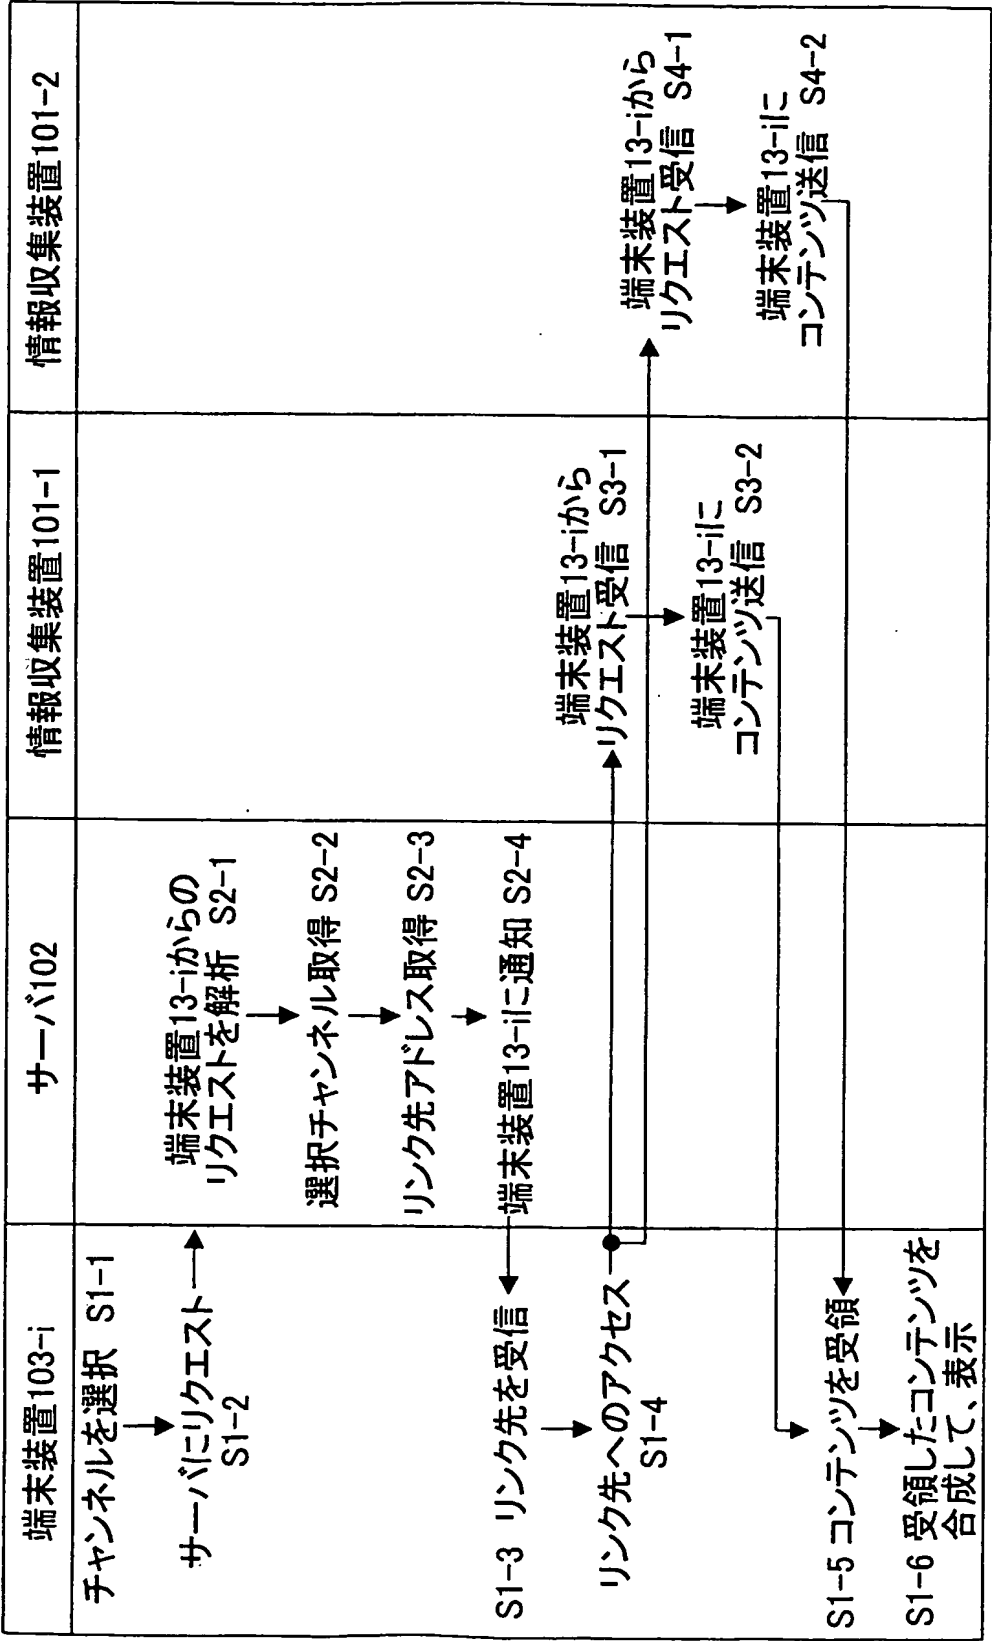 端末装置103-i
チャンネルを選択 S1-1
サーバにリクエスト
S1-2
S1-3 リンク先を受信
リンク先へのアクセス
S1-4
S1-5 コンテンツを受領
S1-6 受領したコンテンツを
合成して、表示
サーバ102
端末装置13-iからの
リクエストを解析 S2-1
選択チャンネル取得 S2-2
リンク先アドレス取得 S2-3
端末装置13-iに通知 S2-4
情報収集装置101-1
端末装置13-iから
リクエスト受信 S3-1
端末装置13-iに
コンテンツ送信 S3-2
情報収集装置101-2
端末装置13-iから
リクエスト受信 S4-1
端末装置13-iに
コンテンツ送信 S4-2